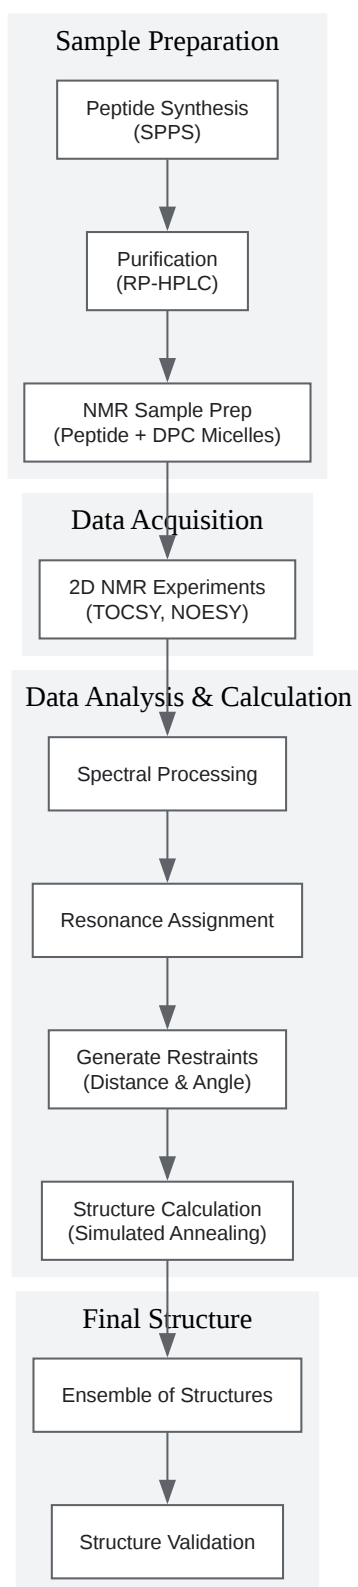 Sample Preparation
Peptide Synthesis
(SPPS)
Purification
(RP-HPLC)
NMR Sample Prep
(Peptide + DPC Micelles)
Data Acquisition
2D NMR Experiments
(TOCSY, NOESY)
Data Analysis & Calculation
Spectral Processing
Resonance Assignment
Generate Restraints
(Distance & Angle)
Structure Calculation
(Simulated Annealing)
Final Structure
Ensemble of Structures
Structure Validation